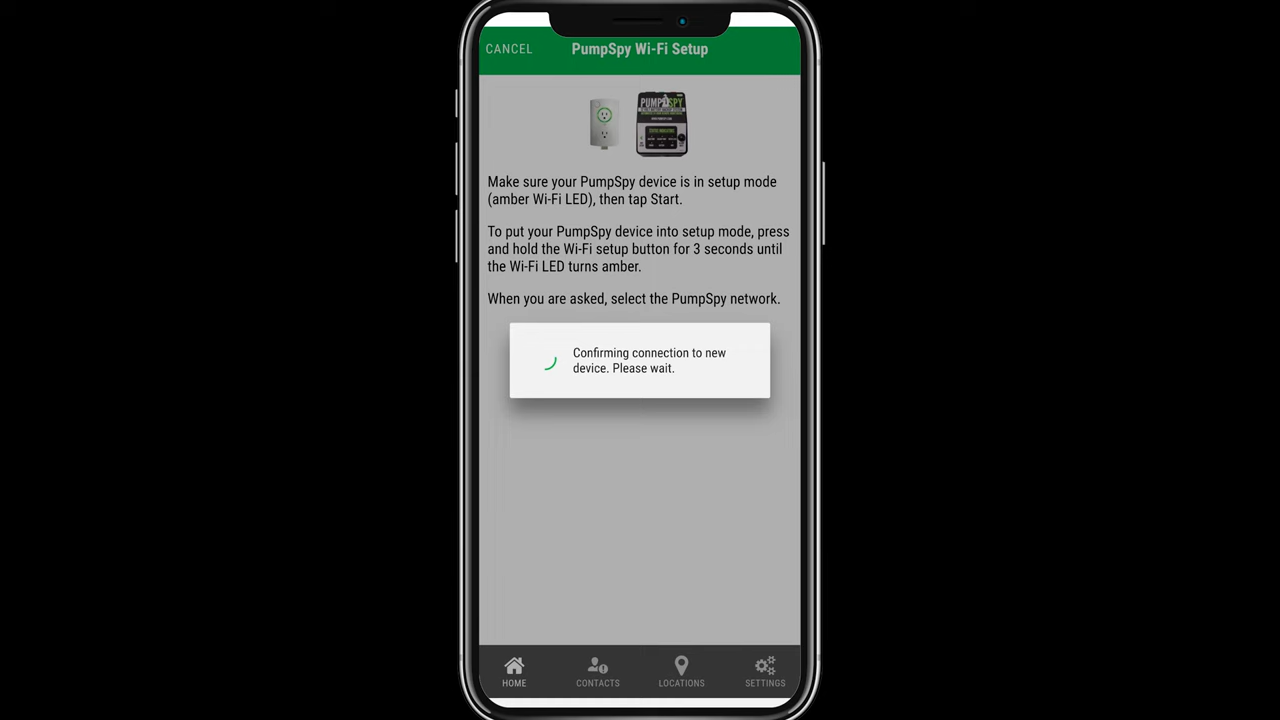 CANCEL PumpSpy Wi-Fi Setup
PUMP SPY
Make sure your PumpSpy device is in setup mode
(amber Wi-Fi LED), then tap Start.
To put your PumpSpy device into setup mode, press
and hold the Wi-Fi setup button for 3 seconds until
the Wi-Fi LED turns amber.
When you are asked, select the PumpSpy network.
Confirming connection to new
device. Please wait.
HOME CONTACTS LOCATIONS SETTINGS